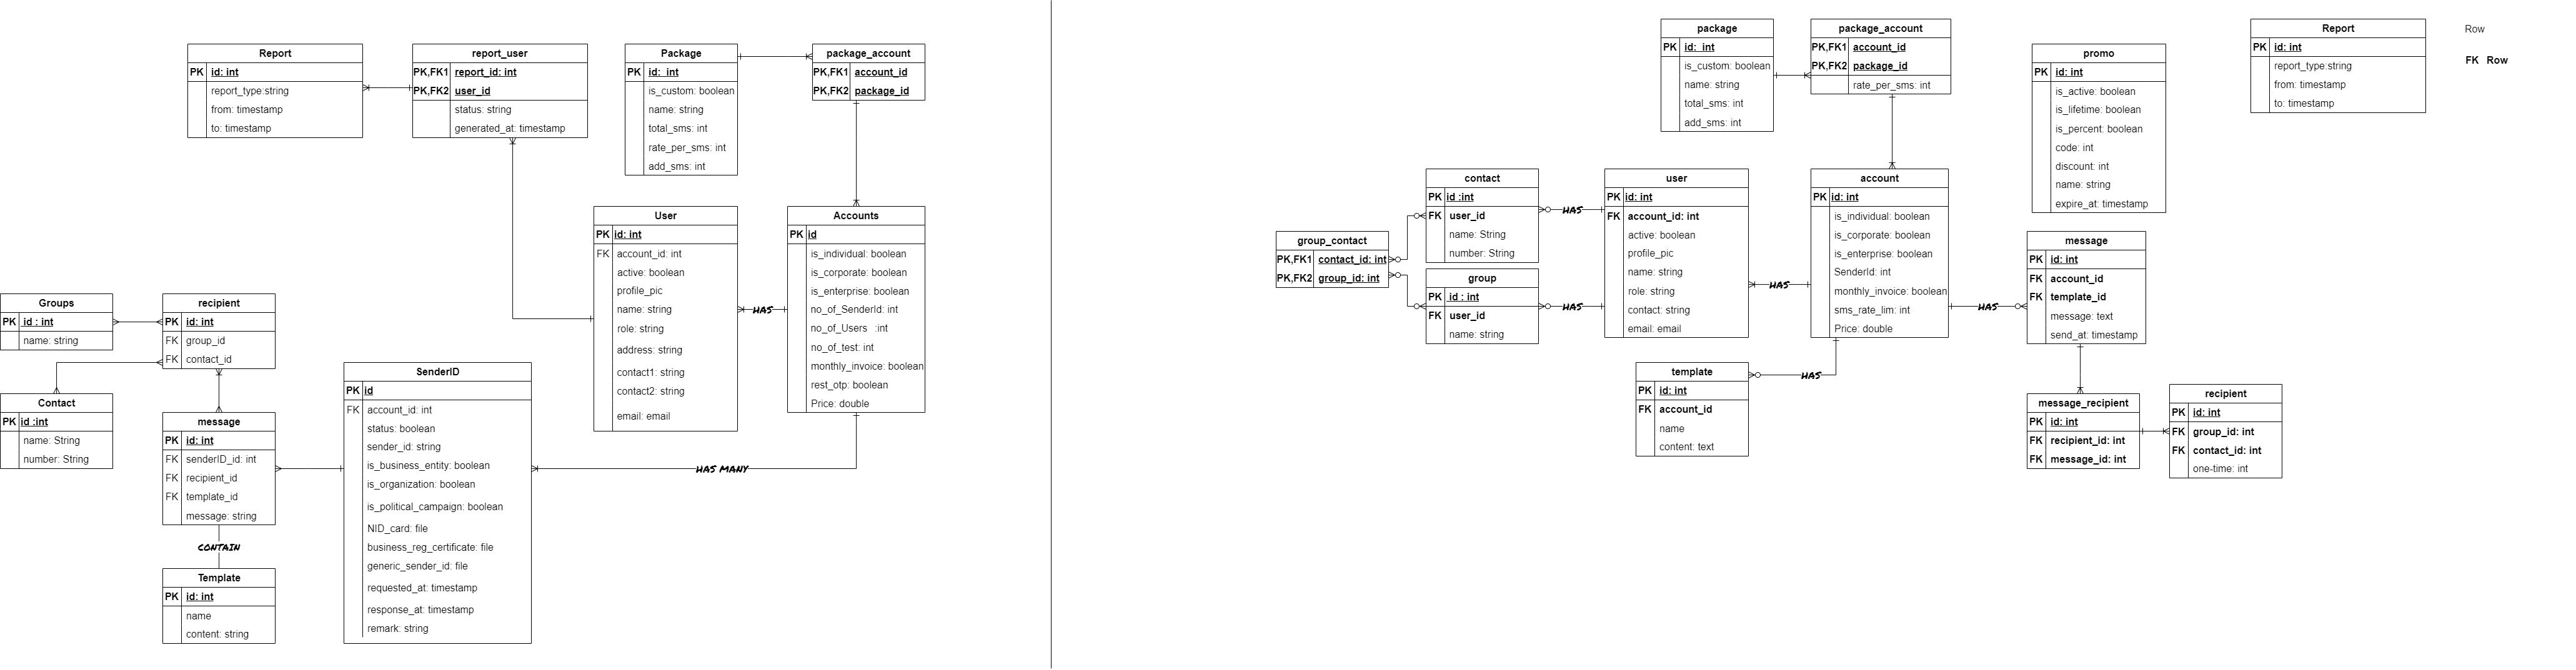 Report
PK id: int
report_type:string
from: timestamp
to: timestamp
report_user
PK,FK1 report_id: int
PK,FK2 user_id
status: string
generated_at: timestamp
Package
PK id: int
is_custom: boolean
name: string
total_sms: int
rate_per_sms: int
add_sms: int
package_account
PK,FK1 account_id
PK,FK2 package_id
User
PK id: int
FK account_id: int
active: boolean
profile_pic
name: string
role: string
address: string
contact1: string
contact2: string
email: email
HAS
Accounts
PK id
is_individual: boolean
is_corporate: boolean
is_enterprise: boolean
no_of_SenderId: int
no_of_Users :int
no_of_test: int
monthly_invoice: boolean
rest_otp: boolean
Price: double
Groups
PK id : int
name: string
recipient
PK id: int
FK group_id
FK contact_id
Contact
PK id :int
name: String
number: String
message
PK id: int
FK senderID_id: int
FK recipient_id
FK template_id
message: string
CONTAIN
Template
PK id: int
name
content: string
SenderID
PK id
FK account_id: int
status: boolean
sender_id: string
is_business_entity: boolean
is_organization: boolean
is_political_campaign: boolean
NID_card: file
business_reg_certificate: file
generic_sender_id: file
requested_at: timestamp
response_at: timestamp
remark: string
HAS MANY
package
PK id: int
is_custom: boolean
name: string
total_sms: int
add_sms: int
package_account
PK,FK1 account_id
PK,FK2 package_id
rate_per_sms: int
promo
PK id: int
is_active: boolean
is_lifetime: boolean
is_percent: boolean
code: int
discount: int
name: string
expire_at: timestamp
Report
PK id: int
report_type:string
from: timestamp
to: timestamp
Row
FK Row
contact
PK id :int
FK user_id
name: String
number: String
HAS
group_contact
PK,FK1 contact_id: int
PK,FK2 group_id: int
group
PK id : int
FK user_id
name: string
HAS
user
PK id: int
FK account_id: int
active: boolean
profile_pic
name: string
role: string
contact: string
email: email
HAS
account
PK id: int
is_individual: boolean
is_corporate: boolean
is_enterprise: boolean
SenderId: int
monthly_invoice: boolean
sms_rate_lim: int
Price: double
HAS
message
PK id: int
FK account_id
FK template_id
message: text
send_at: timestamp
template
PK id: int
FK account_id
name
content: text
HAS
message_recipient
PK id: int
FK recipient_id: int
FK message_id: int
recipient
PK id: int
FK group_id: int
FK contact_id: int
one-time: int